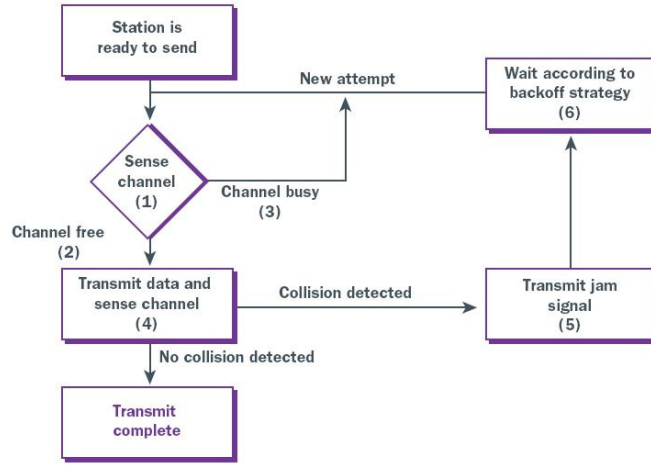 Station is
ready to send
New attempt
Wait according to
backoff strategy
(6)
Sense
channel
(1)
Channel busy
(3)
Channel free
(2)
Transmit data and
sense channel
(4)
Collision detected
Transmit jam
signal
(5)
No collision detected
Transmit
complete